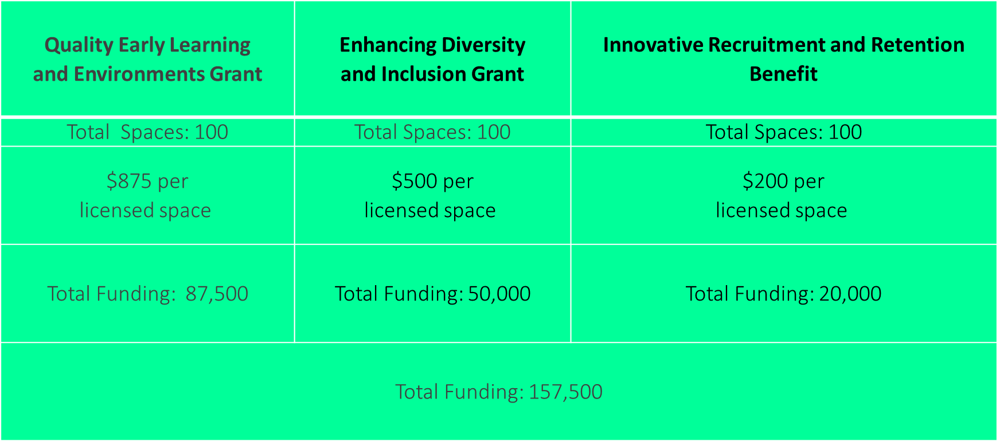 Quality Early Learning
and Environments Grant
Enhancing Diversity
and Inclusion Grant
Innovative Recruitment and Retention
Benefit
Total  Spaces: 100
Total Spaces: 100
Total Spaces: 100
$875 per
licensed space
$500 per
licensed space
$200 per
licensed space
Total Funding:  87,500
Total Funding: 50,000
Total Funding: 20,000
Total Funding: 157,500